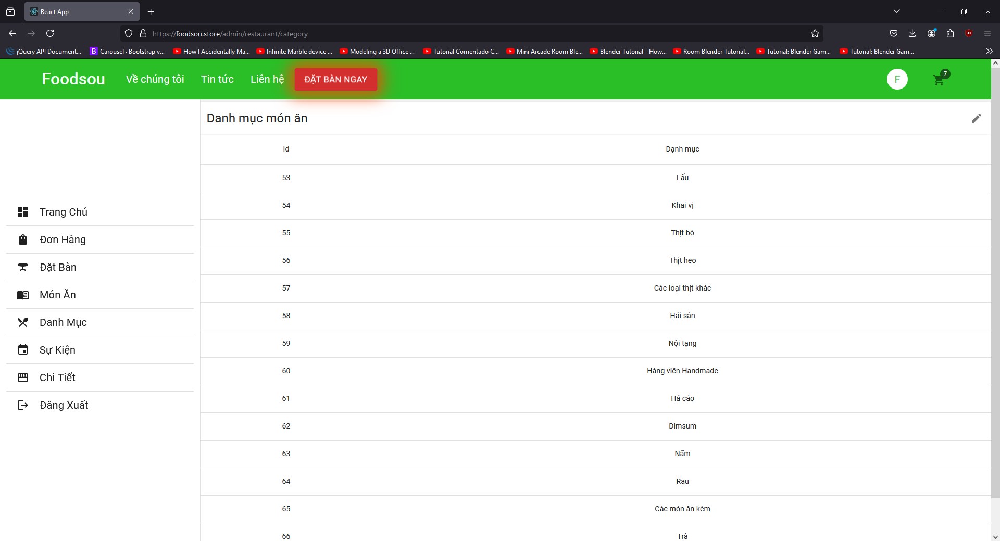 React App
https://foodsou.store/admin/restaurant/category
jQuery API Document...
Carousel · Bootstrap v...
How I Accidentally Ma...
Infinite Marble device ...
Modeling a 3D Office ...
Tutorial Comentado C...
Mini Arcade Room Ble...
Blender Tutorial - How...
Room Blender Tutorial...
Tutorial: Blender Gam...
Tutorial: Blender Gam...
Foodsou
Về chúng tôi
Tin tức
Liên hệ
ĐẶT BÀN NGAY
F
7
Trang Chủ
Đơn Hàng
Đặt Bàn
Món Ăn
Danh Mục
Sự Kiện
Chi Tiết
Đăng Xuất
Danh mục món ăn
Id Dạnh mục
53 Lẩu
54 Khai vị
55 Thịt bò
56 Thịt heo
57 Các loại thịt khác
58 Hải sản
59 Nội tạng
60 Hàng viên Handmade
61 Há cảo
62 Dimsum
63 Nấm
64 Rau
65 Các món ăn kèm
66 Trà